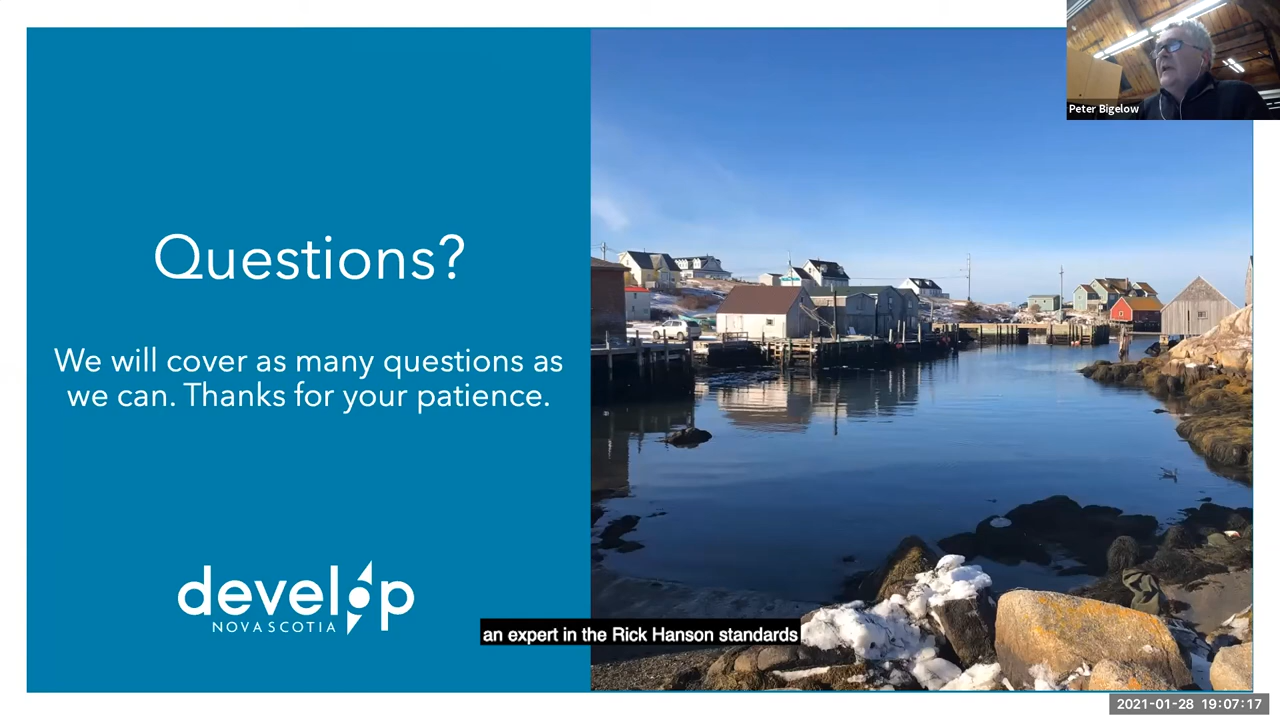 Peter Bigelow
Questions?
We will cover as many questions as
we can. Thanks for your patience.
develop
NOVA SCOTIA
an expert in the Rick Hanson standards
2021-01-28 19:07:17